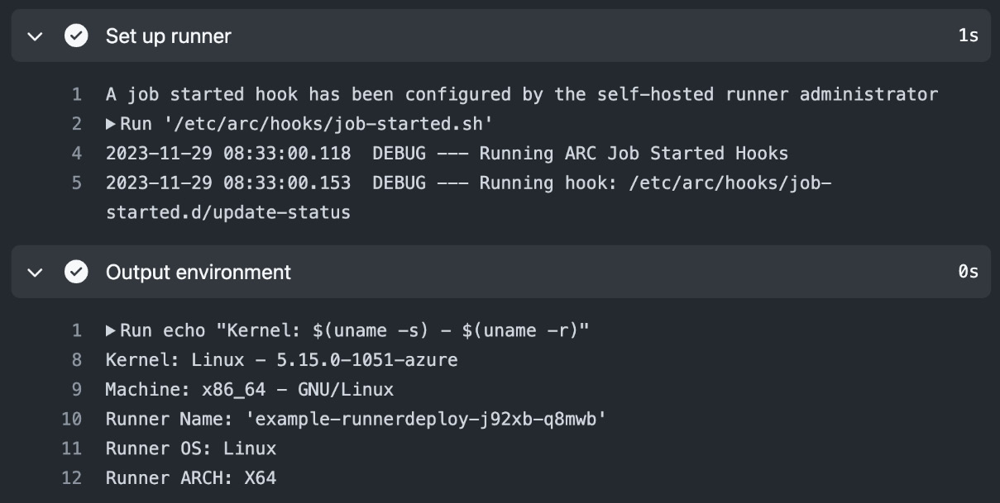 Set up runner 1s
1 A job started hook has been configured by the self-hosted runner administrator
2 ▶Run '/etc/arc/hooks/job-started.sh'
4 2023-11-29 08:33:00.118  DEBUG --- Running ARC Job Started Hooks
5 2023-11-29 08:33:00.153  DEBUG --- Running hook: /etc/arc/hooks/job-
started.d/update-status
Output environment 0s
1 ▶Run echo "Kernel: $(uname -s) - $(uname -r)"
8 Kernel: Linux - 5.15.0-1051-azure
9 Machine: x86_64 - GNU/Linux
10 Runner Name: 'example-runnerdeploy-j92xb-q8mwb'
11 Runner OS: Linux
12 Runner ARCH: X64